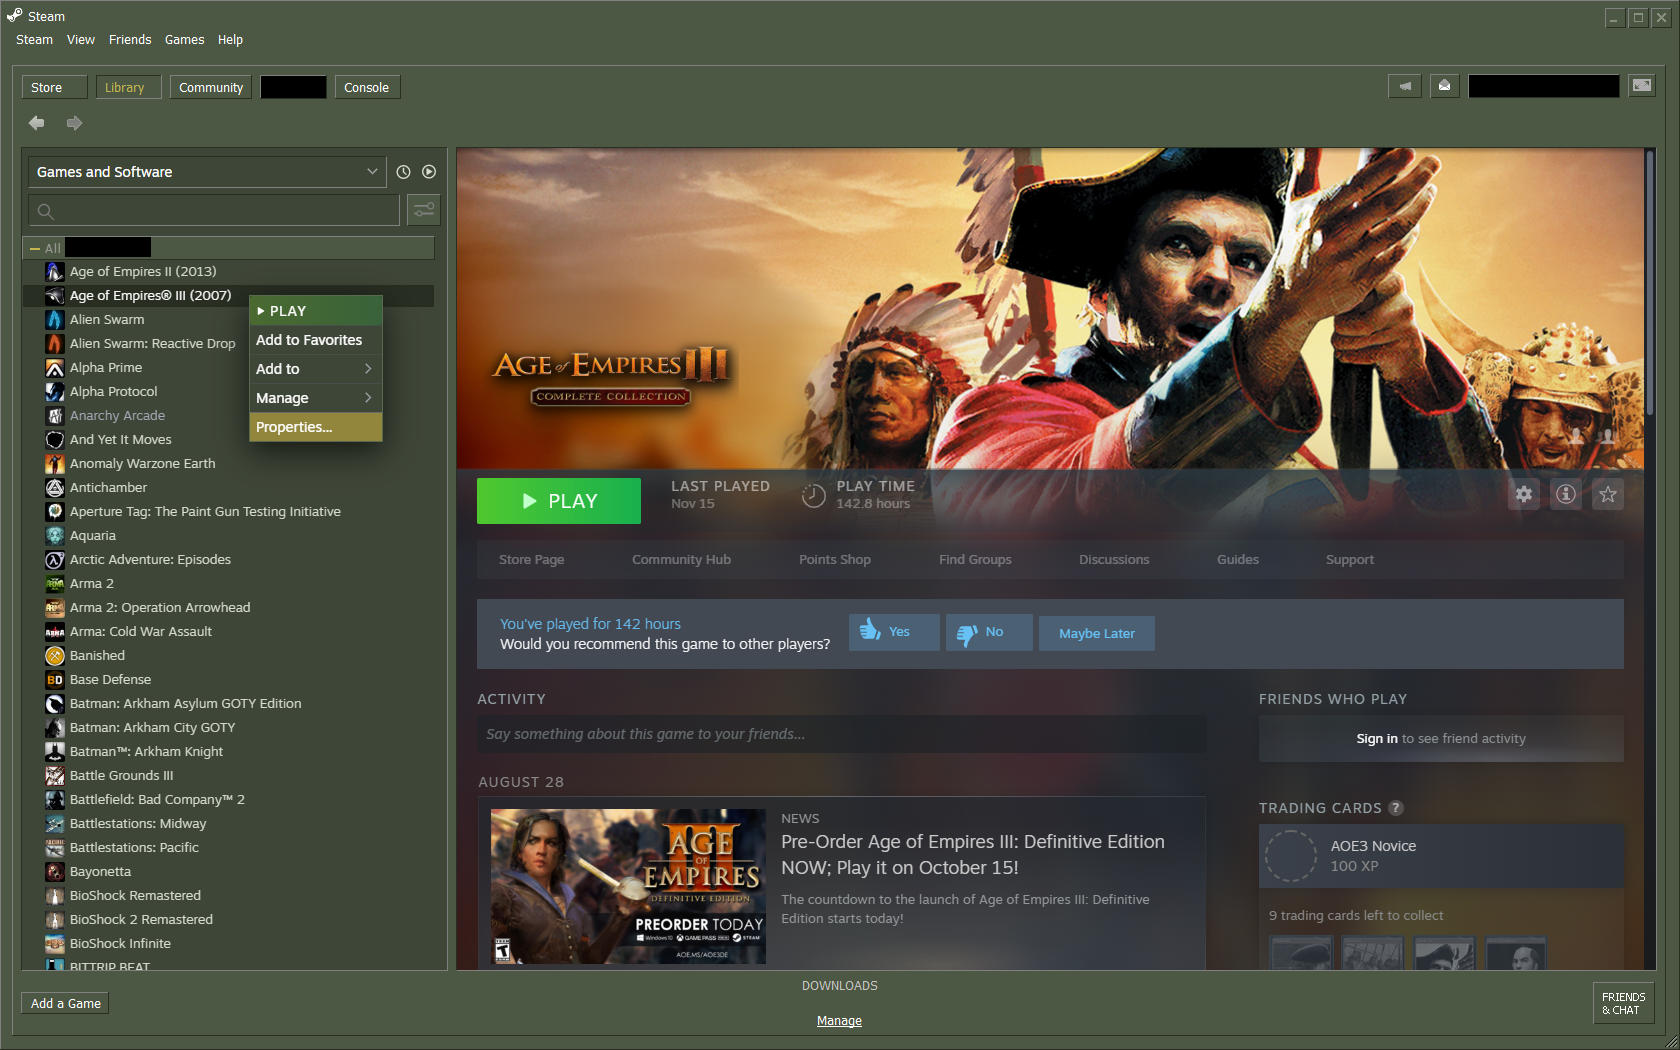 Steam
Steam View Friends Games Help
Store Library Community Console
Games and Software
All
Age of Empires II (2013)
Age of Empires® III (2007)
Alien Swarm
Alien Swarm: Reactive Drop
Alpha Prime
Alpha Protocol
Anarchy Arcade
And Yet It Moves
Anomaly Warzone Earth
Antichamber
Aperture Tag: The Paint Gun Testing Initiative
Aquaria
Arctic Adventure: Episodes
Arma 2
Arma 2: Operation Arrowhead
Arma: Cold War Assault
Banished
Base Defense
Batman: Arkham Asylum GOTY Edition
Batman: Arkham City GOTY
Batman™: Arkham Knight
Battle Grounds III
Battlefield: Bad Company™ 2
Battlestations: Midway
Battlestations: Pacific
Bayonetta
BioShock Remastered
BioShock 2 Remastered
BioShock Infinite
BITTRIP BEAT
PLAY
Add to Favorites
Add to
Manage
Properties...
AGE of EMPIRES III
COMPLETE COLLECTION
PLAY
LAST PLAYED
Nov 15
PLAY TIME
142.8 hours
Store Page Community Hub Points Shop Find Groups Discussions Guides Support
You've played for 142 hours
Would you recommend this game to other players?
Yes No Maybe Later
ACTIVITY
Say something about this game to your friends...
AUGUST 28
AGE
OF
EMPIRES
III
DEFINITIVE EDITION
PREORDER TODAY
Windows 10 GAME PASS STEAM
AOE.MS/AOE3DE
NEWS
Pre-Order Age of Empires III: Definitive Edition
NOW; Play it on October 15!
The countdown to the launch of Age of Empires III: Definitive
Edition starts today!
FRIENDS WHO PLAY
Sign in to see friend activity
TRADING CARDS ?
AOE3 Novice
100 XP
9 trading cards left to collect
Add a Game
DOWNLOADS
Manage
FRIENDS
& CHAT